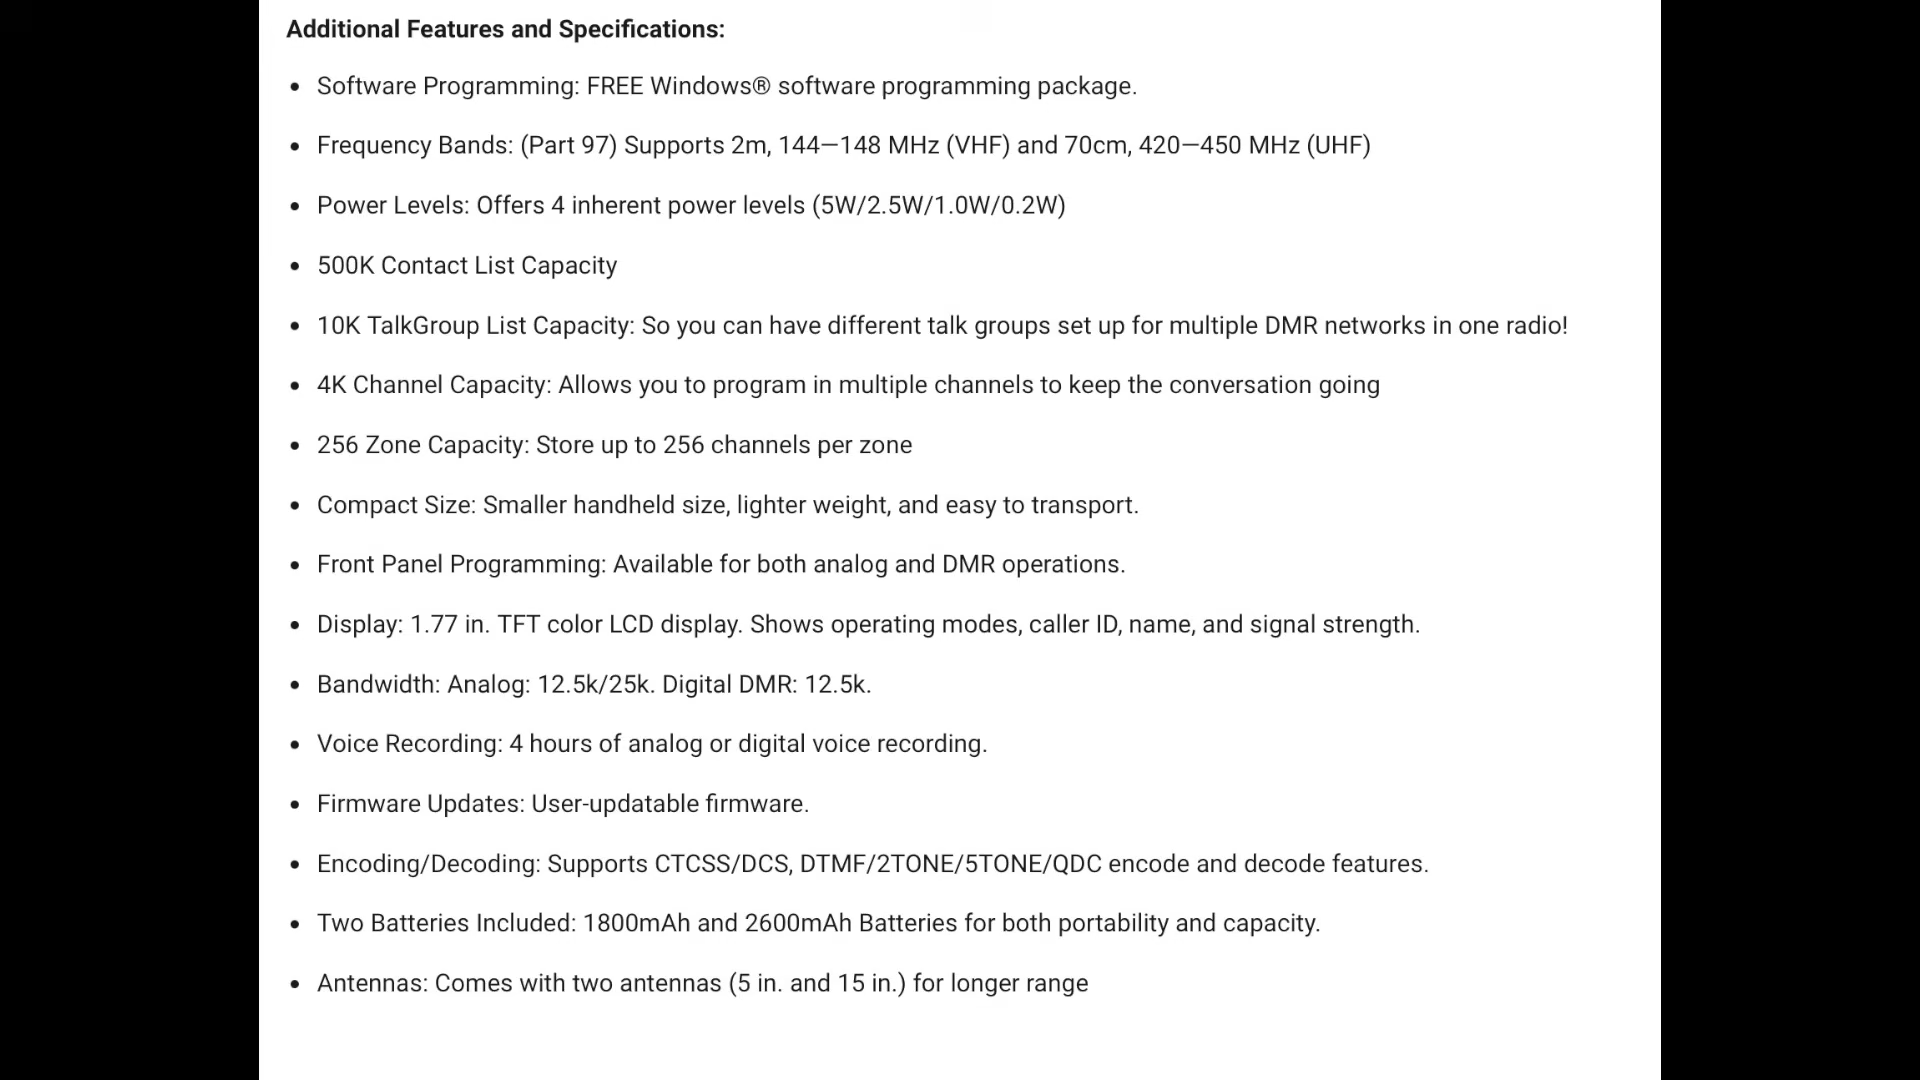 Additional Features and Specifications:
• Software Programming: FREE Windows® software programming package.
• Frequency Bands: (Part 97) Supports 2m, 144—148 MHz (VHF) and 70cm, 420—450 MHz (UHF)
• Power Levels: Offers 4 inherent power levels (5W/2.5W/1.0W/0.2W)
• 500K Contact List Capacity
• 10K TalkGroup List Capacity: So you can have different talk groups set up for multiple DMR networks in one radio!
• 4K Channel Capacity: Allows you to program in multiple channels to keep the conversation going
• 256 Zone Capacity: Store up to 256 channels per zone
• Compact Size: Smaller handheld size, lighter weight, and easy to transport.
• Front Panel Programming: Available for both analog and DMR operations.
• Display: 1.77 in. TFT color LCD display. Shows operating modes, caller ID, name, and signal strength.
• Bandwidth: Analog: 12.5k/25k. Digital DMR: 12.5k.
• Voice Recording: 4 hours of analog or digital voice recording.
• Firmware Updates: User-updatable firmware.
• Encoding/Decoding: Supports CTCSS/DCS, DTMF/2TONE/5TONE/QDC encode and decode features.
• Two Batteries Included: 1800mAh and 2600mAh Batteries for both portability and capacity.
• Antennas: Comes with two antennas (5 in. and 15 in.) for longer range